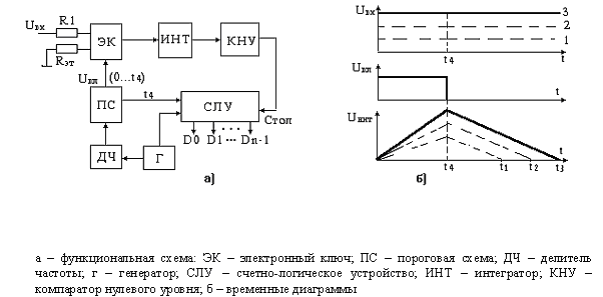 Uвх R1
Rэт
ЭК ИНТ КНУ
Uвкл (0...t4)
ПС t4 СЛУ
Стоп
D0 D1 ... Dn-1
ДЧ Г
а)
Uвх 3
2
1
t4 t
Uвкл
t
Uинт
t
t4 t1 t2 t3
б)
а – функциональная схема: ЭК – электронный ключ; ПС – пороговая схема; ДЧ – делитель
частоты; г – генератор; СЛУ – счетно-логическое устройство; ИНТ – интегратор; КНУ –
компаратор нулевого уровня; б – временные диаграммы